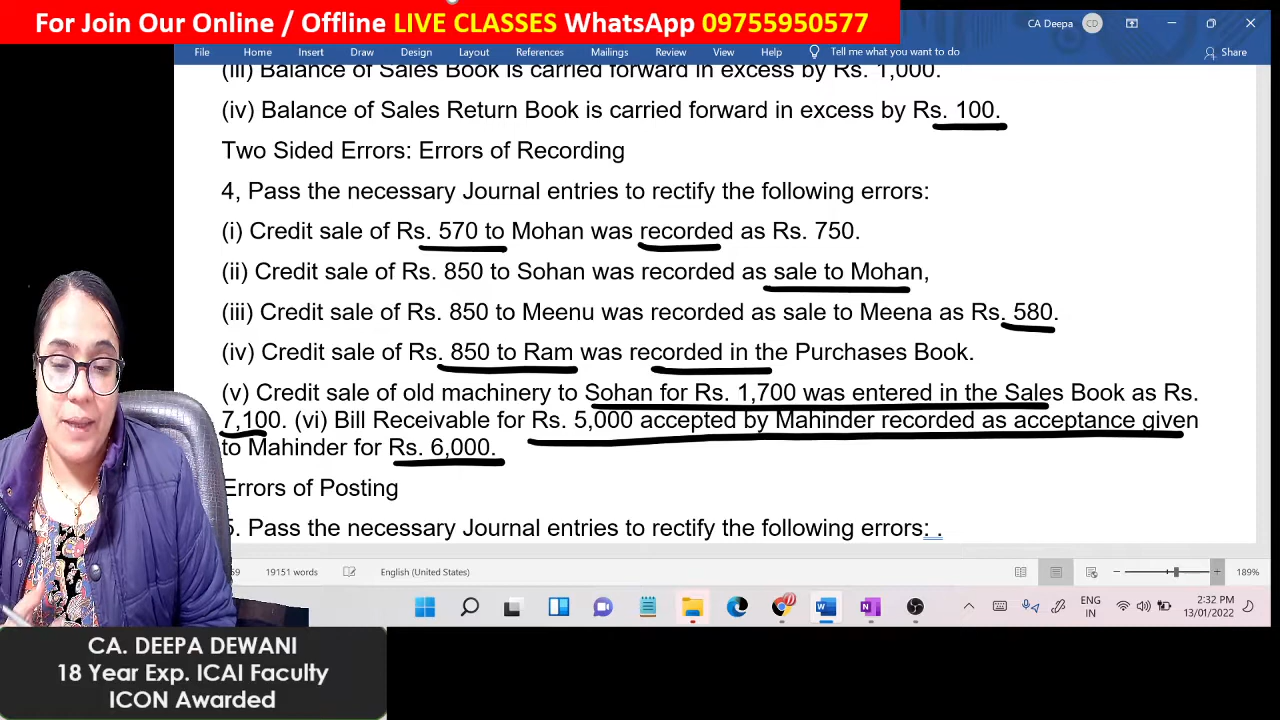 For Join Our Online / Offline LIVE CLASSES WhatsApp 09755950577
CA Deepa CD
File Home Insert Draw Design Layout References Mailings Review View Help Tell me what you want to do Share
(iii) Balance of Sales Book is carried forward in excess by Rs. 1,000.
(iv) Balance of Sales Return Book is carried forward in excess by Rs. 100.
Two Sided Errors: Errors of Recording
4, Pass the necessary Journal entries to rectify the following errors:
(i) Credit sale of Rs. 570 to Mohan was recorded as Rs. 750.
(ii) Credit sale of Rs. 850 to Sohan was recorded as sale to Mohan,
(iii) Credit sale of Rs. 850 to Meenu was recorded as sale to Meena as Rs. 580.
(iv) Credit sale of Rs. 850 to Ram was recorded in the Purchases Book.
(v) Credit sale of old machinery to Sohan for Rs. 1,700 was entered in the Sales Book as Rs.
7,100. (vi) Bill Receivable for Rs. 5,000 accepted by Mahinder recorded as acceptance given
to Mahinder for Rs. 6,000.
Errors of Posting
5. Pass the necessary Journal entries to rectify the following errors: .
19151 words English (United States) 189%
ENG
IN
2:32 PM
13/01/2022
CA. DEEPA DEWANI
18 Year Exp. ICAI Faculty
ICON Awarded